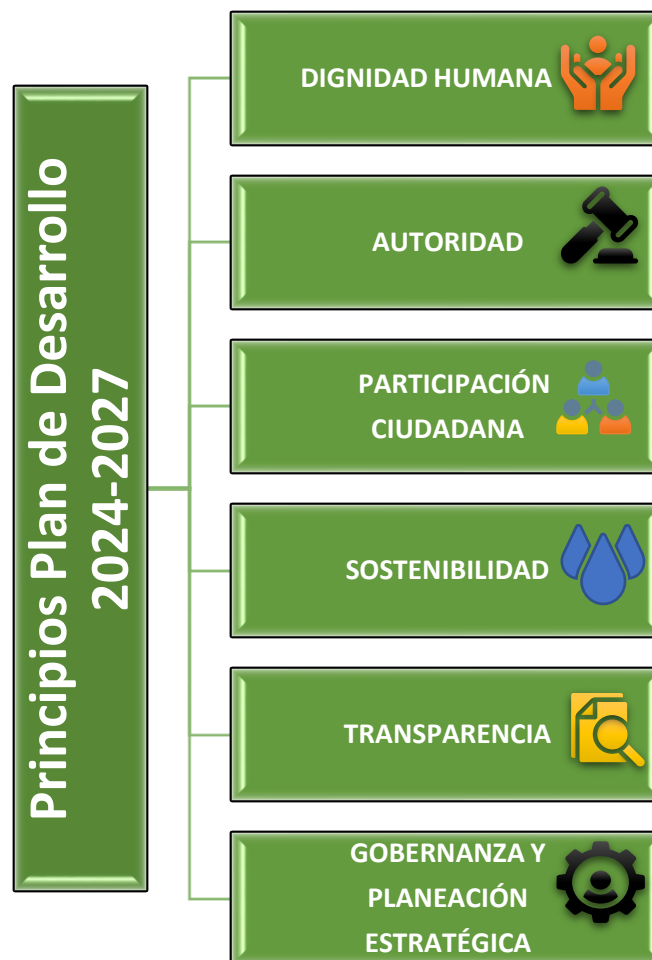 Principios Plan de Desarrollo
2024-2027
DIGNIDAD HUMANA
AUTORIDAD
PARTICIPACIÓN
CIUDADANA
SOSTENIBILIDAD
TRANSPARENCIA
GOBERNANZA Y
PLANEACIÓN
ESTRATÉGICA